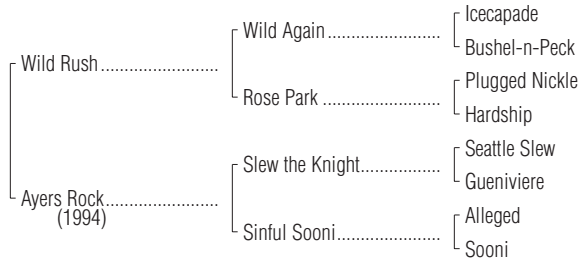 Icecapade
Wild Again
Bushel-n-Peck
Wild Rush
Plugged Nickle
Rose Park
Hardship
Seattle Slew
Slew the Knight
Gueniviere
Ayers Rock
(1994)
Alleged
Sinful Sooni
Sooni